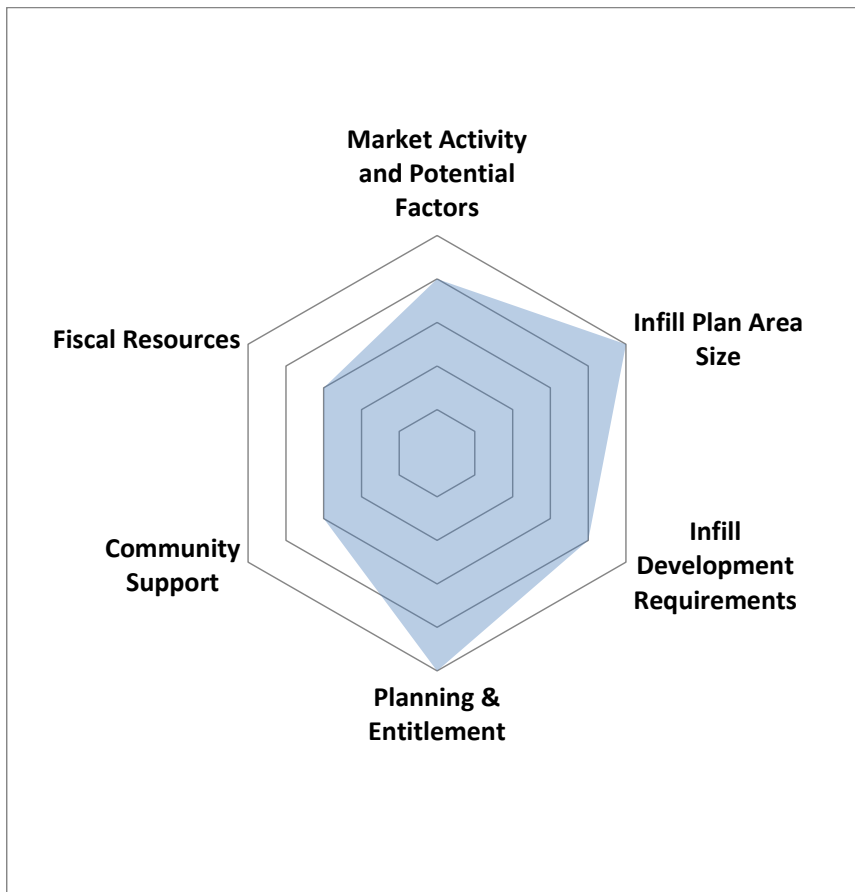 Market Activity
and Potential
Factors
Infill Plan Area
Size
Infill
Development
Requirements
Planning &
Entitlement
Community
Support
Fiscal Resources